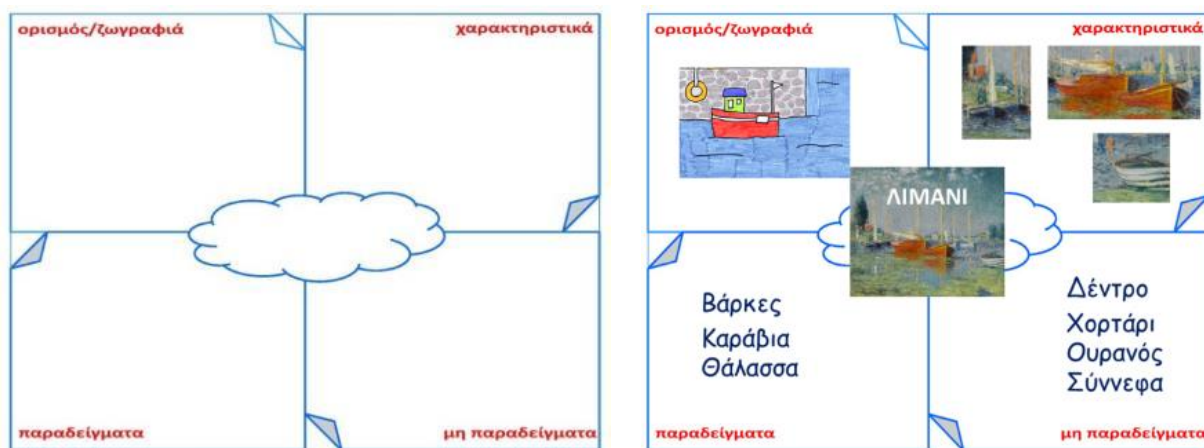 ορισμός/ζωγραφιά
χαρακτηριστικά
παραδείγματα
μη παραδείγματα
ορισμός/ζωγραφιά
χαρακτηριστικά
ΛΙΜΑΝΙ
Βάρκες
Καράβια
Θάλασσα
Δέντρο
Χορτάρι
Ουρανός
Σύννεφα
παραδείγματα
μη παραδείγματα